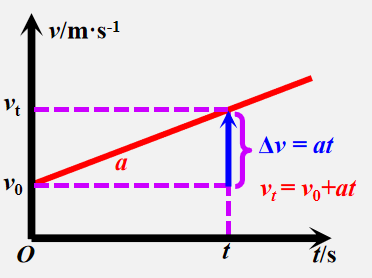 v/m·s-1
vt
a
Δv = at
v0
vt = v0+at
O
t
t/s